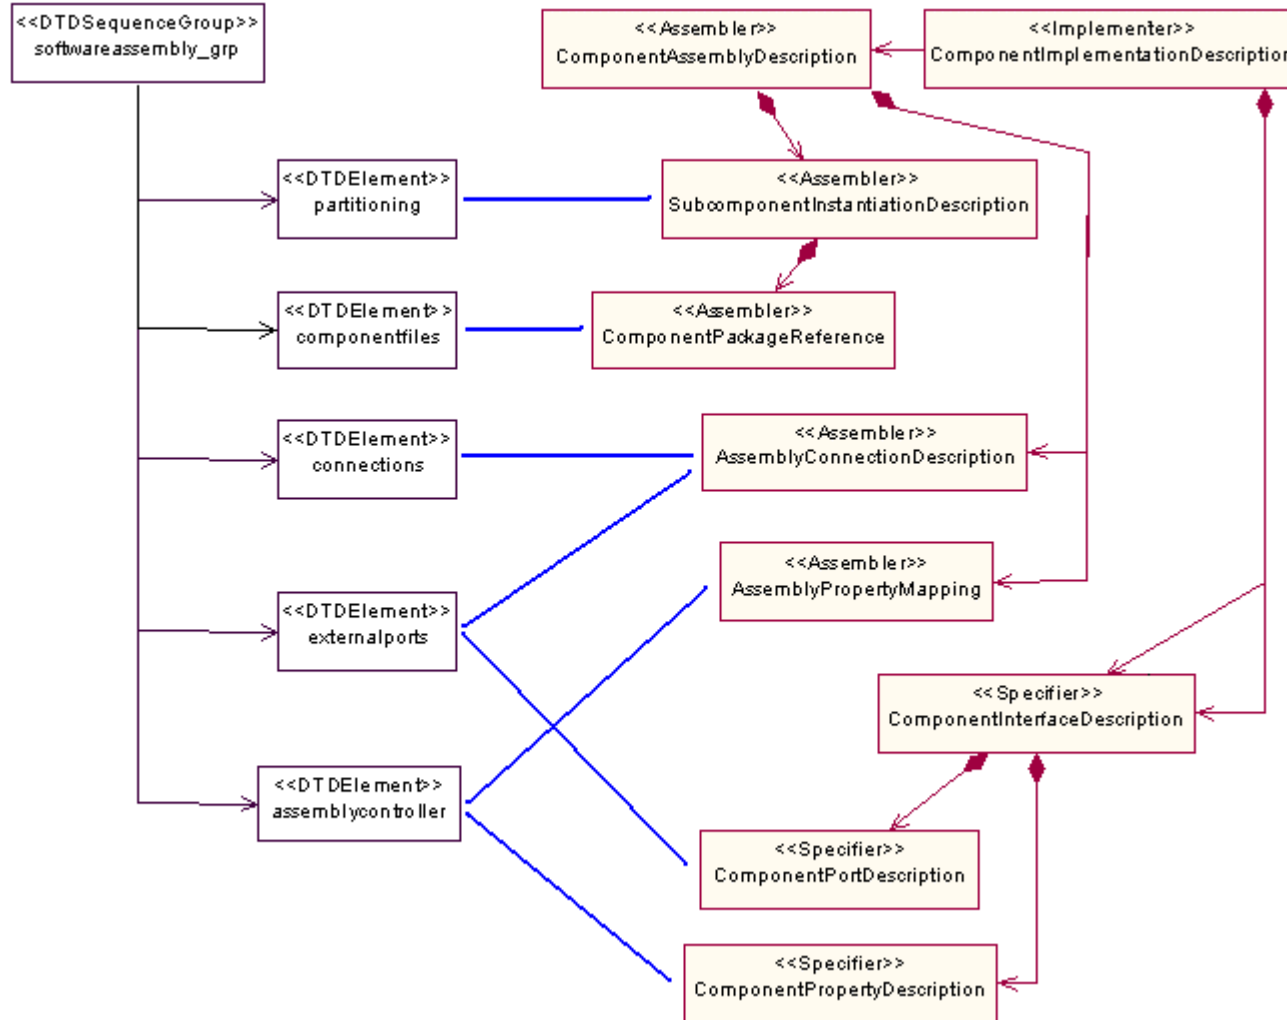 <<DTDSequenceGroup>>
softwareassembly_grp
<<Assembler>>
ComponentAssemblyDescription
<<Implementer>>
ComponentImplementationDescription
<<DTDElement>>
partitioning
<<Assembler>>
SubcomponentInstantiationDescription
<<DTDElement>>
componentfiles
<<Assembler>>
ComponentPackageReference
<<DTDElement>>
connections
<<Assembler>>
AssemblyConnectionDescription
<<Assembler>>
AssemblyPropertyMapping
<<DTDElement>>
externalports
<<Specifier>>
ComponentInterfaceDescription
<<DTDElement>>
assemblycontroller
<<Specifier>>
ComponentPortDescription
<<Specifier>>
ComponentPropertyDescription